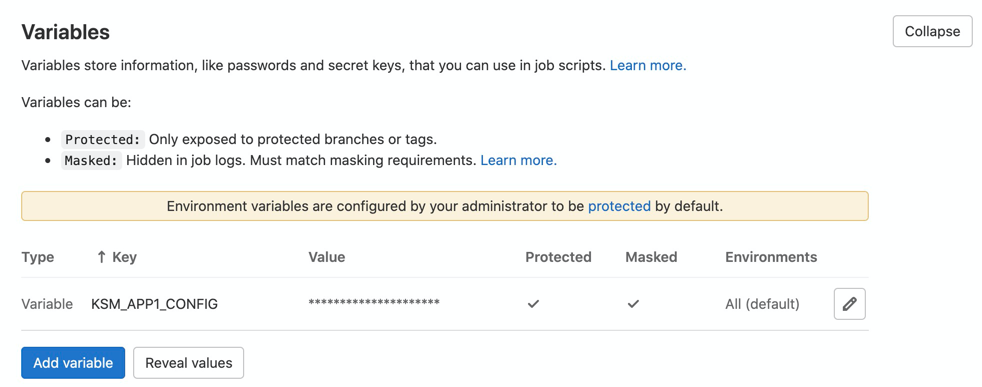 Variables
Collapse
Variables store information, like passwords and secret keys, that you can use in job scripts. Learn more.
Variables can be:
• Protected: Only exposed to protected branches or tags.
• Masked: Hidden in job logs. Must match masking requirements. Learn more.
Environment variables are configured by your administrator to be protected by default.
Type ↑ Key Value Protected Masked Environments
Variable KSM_APP1_CONFIG ********************* ✓ ✓ All (default)
Add variable Reveal values